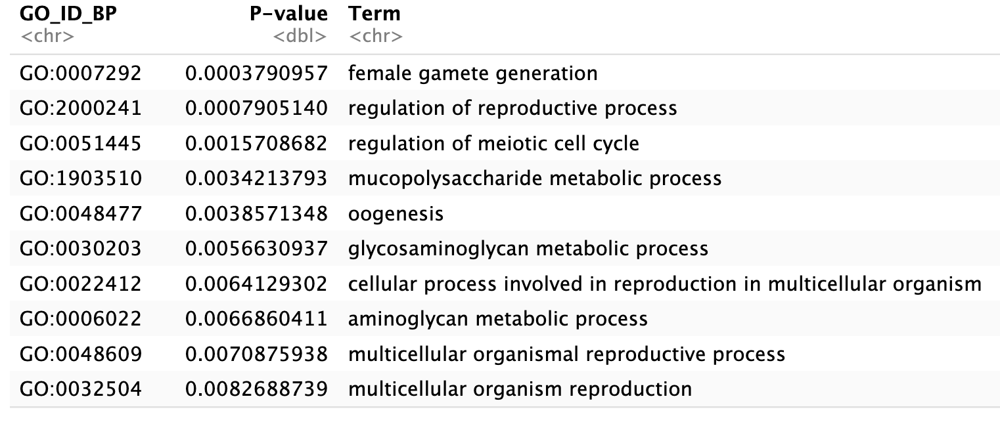 GO_ID_BP P-value Term
<chr> <dbl> <chr>
GO:0007292 0.0003790957 female gamete generation
GO:2000241 0.0007905140 regulation of reproductive process
GO:0051445 0.0015708682 regulation of meiotic cell cycle
GO:1903510 0.0034213793 mucopolysaccharide metabolic process
GO:0048477 0.0038571348 oogenesis
GO:0030203 0.0056630937 glycosaminoglycan metabolic process
GO:0022412 0.0064129302 cellular process involved in reproduction in multicellular organism
GO:0006022 0.0066860411 aminoglycan metabolic process
GO:0048609 0.0070875938 multicellular organismal reproductive process
GO:0032504 0.0082688739 multicellular organism reproduction